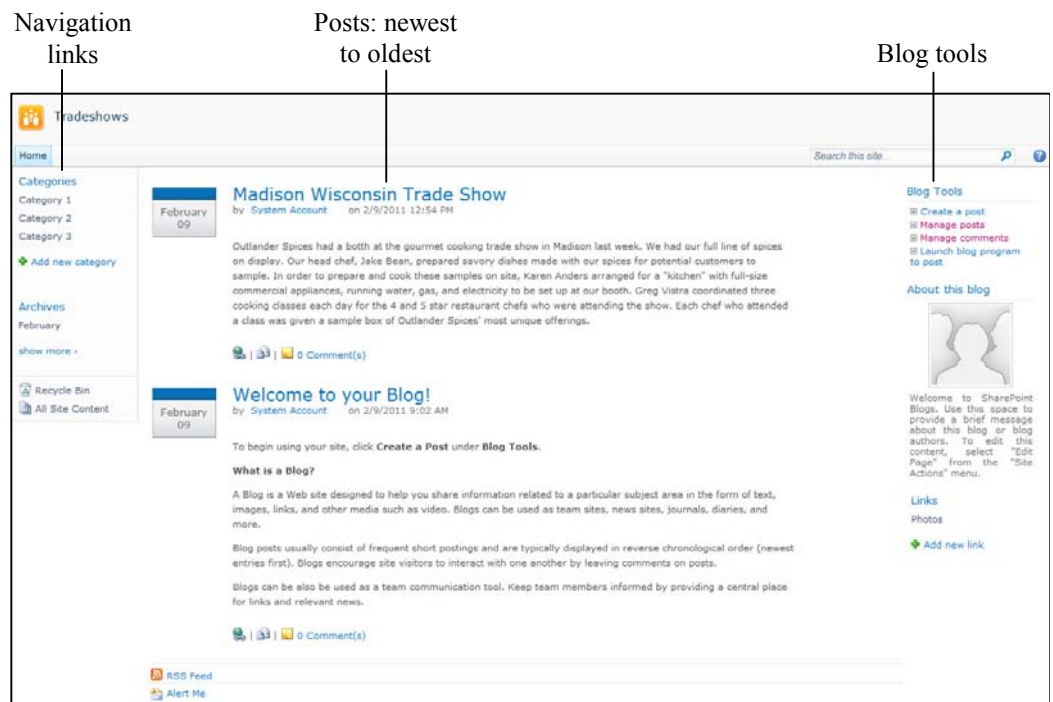 Navigation
links
Posts: newest
to oldest
Blog tools
Tradeshows
Home
Search this site...
Categories
Category 1
Category 2
Category 3
Add new category
Archives
February
show more ›
Recycle Bin
All Site Content
February
09
Madison Wisconsin Trade Show
by System Account on 2/9/2011 12:54 PM
Outlander Spices had a botth at the gourmet cooking trade show in Madison last week. We had our full line of spices
on display. Our head chef, Jake Bean, prepared savory dishes made with our spices for potential customers to
sample. In order to prepare and cook these samples on site, Karen Anders arranged for a "kitchen" with full-size
commercial appliances, running water, gas, and electricity to be set up at our booth. Greg Vistra coordinated three
cooking classes each day for the 4 and 5 star restaurant chefs who were attending the show. Each chef who attended
a class was given a sample box of Outlander Spices' most unique offerings.
| | 0 Comment(s)
February
09
Welcome to your Blog!
by System Account on 2/9/2011 9:02 AM
To begin using your site, click Create a Post under Blog Tools.
What is a Blog?
A Blog is a Web site designed to help you share information related to a particular subject area in the form of text,
images, links, and other media such as video. Blogs can be used as team sites, news sites, journals, diaries, and
more.
Blog posts usually consist of frequent short postings and are typically displayed in reverse chronological order (newest
entries first). Blogs encourage site visitors to interact with one another by leaving comments on posts.
Blogs can be also be used as a team communication tool. Keep team members informed by providing a central place
for links and relevant news.
| | 0 Comment(s)
RSS Feed
Alert Me
Blog Tools
Create a post
Manage posts
Manage comments
Launch blog program
to post
About this blog
Welcome to SharePoint
Blogs. Use this space to
provide a brief message
about this blog or blog
authors. To edit this
content, select "Edit
Page" from the "Site
Actions" menu.
Links
Photos
Add new link